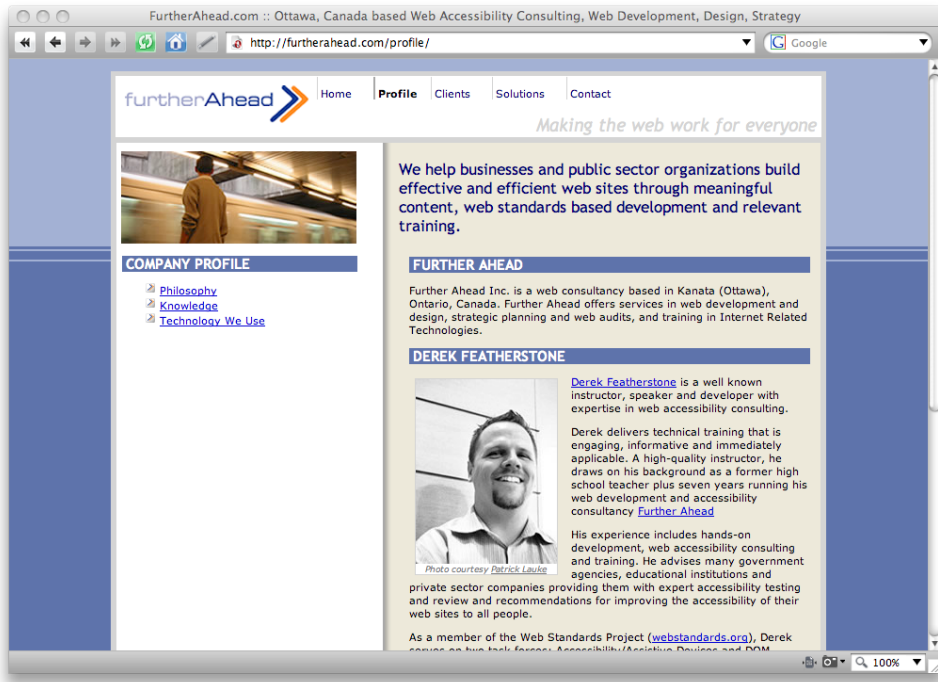 FurtherAhead.com :: Ottawa, Canada based Web Accessibility Consulting, Web Development, Design, Strategy
http://furtherahead.com/profile/
Google
furtherAhead
Home
Profile
Clients
Solutions
Contact
Making the web work for everyone
COMPANY PROFILE
Philosophy
Knowledge
Technology We Use
We help businesses and public sector organizations build
effective and efficient web sites through meaningful
content, web standards based development and relevant
training.
FURTHER AHEAD
Further Ahead Inc. is a web consultancy based in Kanata (Ottawa),
Ontario, Canada. Further Ahead offers services in web development and
design, strategic planning and web audits, and training in Internet Related
Technologies.
DEREK FEATHERSTONE
Derek Featherstone is a well known
instructor, speaker and developer with
expertise in web accessibility consulting.
Derek delivers technical training that is
engaging, informative and immediately
applicable. A high-quality instructor, he
draws on his background as a former high
school teacher plus seven years running his
web development and accessibility
consultancy Further Ahead
His experience includes hands-on
development, web accessibility consulting
and training. He advises many government
agencies, educational institutions and
Photo courtesy Patrick Lauke
private sector companies providing them with expert accessibility testing
and review and recommendations for improving the accessibility of their
web sites to all people.
As a member of the Web Standards Project (webstandards.org), Derek
serves on two task forces: Accessibility/Assistive Devices and DOM
100%